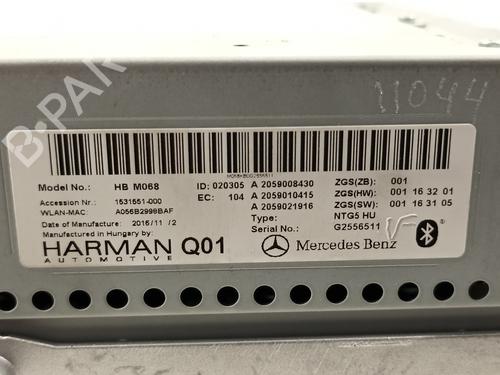 11044
B-PARTS
M068HBUG2556511
Model No.: HB M068 ID: 020305 A 2059008430 ZGS(ZB): 001
Accession Nr.: 1531551-000 EC: 104 A 2059010415 ZGS(HW): 001 16 32 01
WLAN-MAC: A056B2998BAF A 2059021916 ZGS(SW): 001 16 31 05
Date of Manufacture: 2016/11 /2 Type: NTG5 HU
Manufactured in Hungary by: Serial No.: G2556511
HARMAN Q01 Mercedes Benz
AUTOMOTIVE